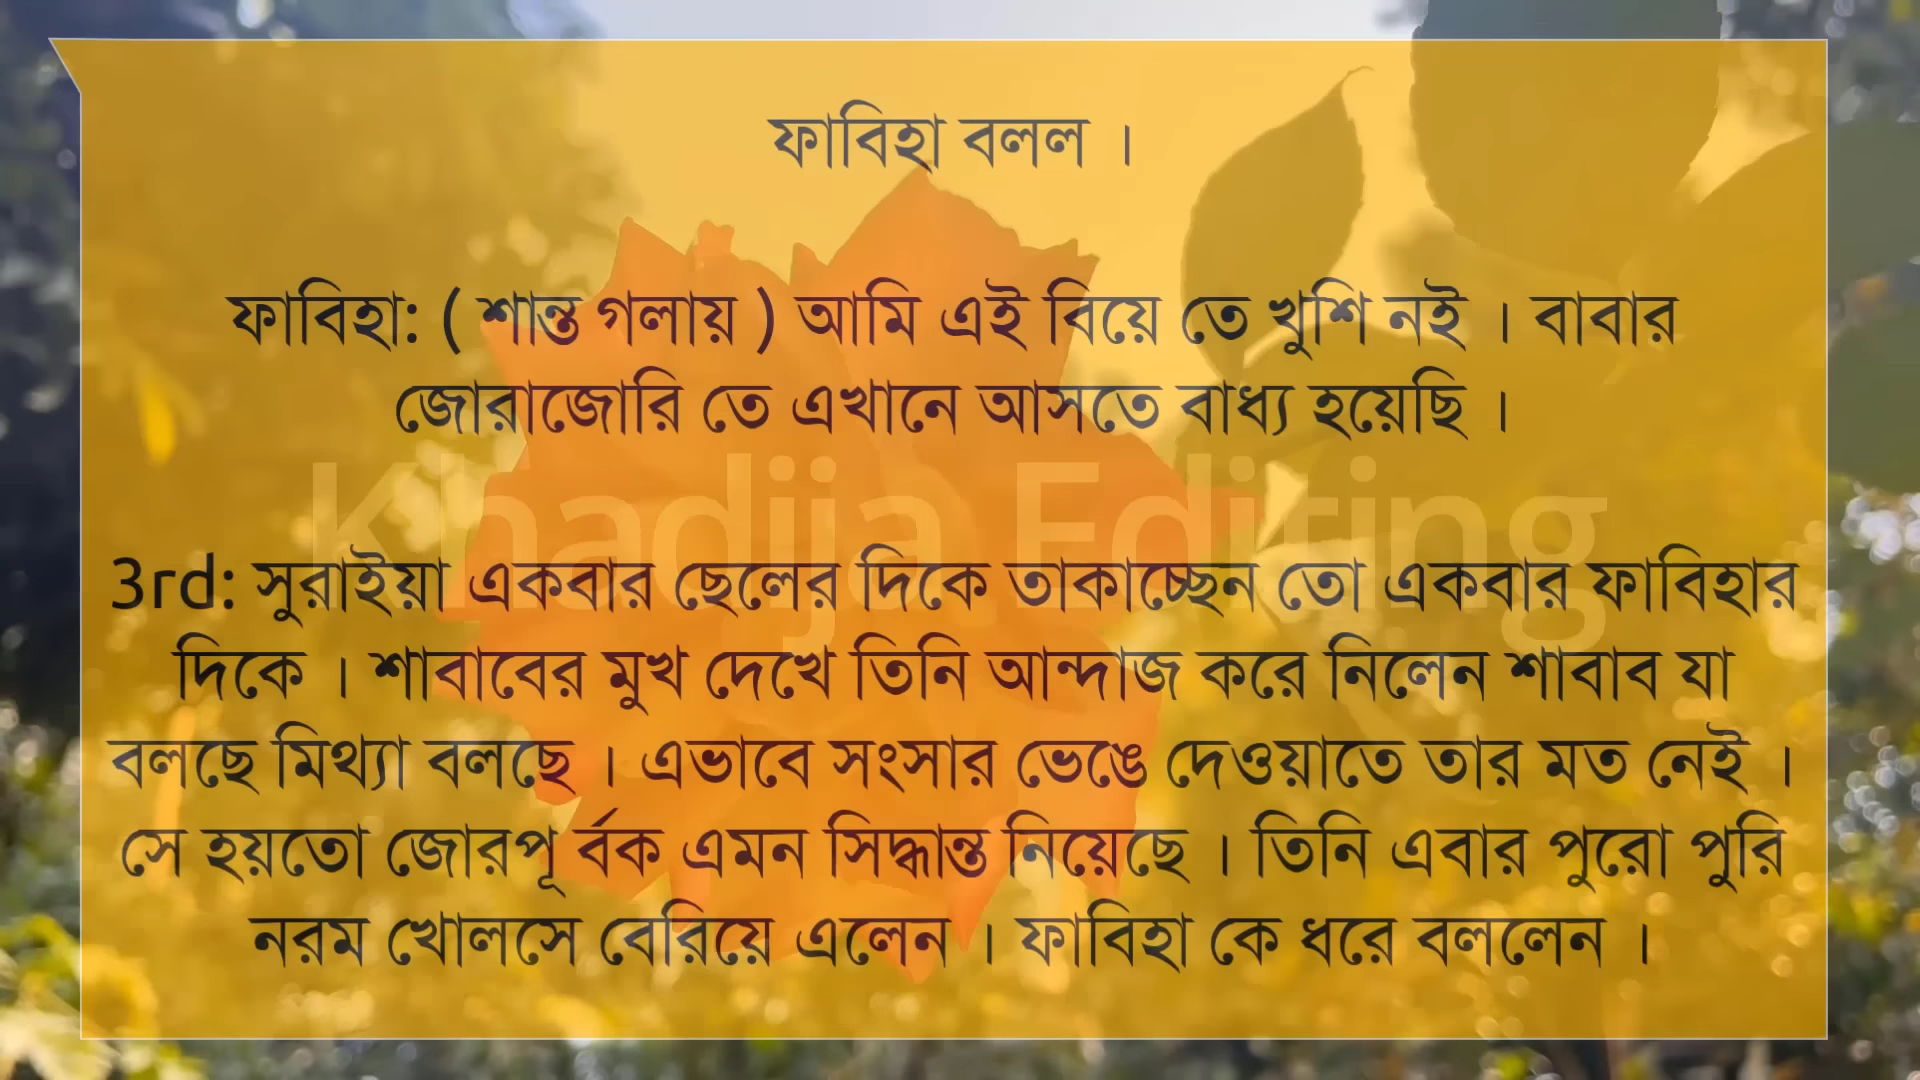 ফাবিহা বলল ।
ফাবিহা: ( শান্ত গলায় ) আমি এই বিয়ে তে খুশি নই । বাবার
জোরাজোরি তে এখানে আসতে বাধ্য হয়েছি ।
Khadija Editing
3rd: সুরাইয়া একবার ছেলের দিকে তাকাচ্ছেন তো একবার ফাবিহার
দিকে । শাবাবের মুখ দেখে তিনি আন্দাজ করে নিলেন শাবাব যা
বলছে মিথ্যা বলছে । এভাবে সংসার ভেঙে দেওয়াতে তার মত নেই ।
সে হয়তো জোরপূ র্বক এমন সিদ্ধান্ত নিয়েছে । তিনি এবার পুরো পুরি
নরম খোলসে বেরিয়ে এলেন । ফাবিহা কে ধরে বললেন ।